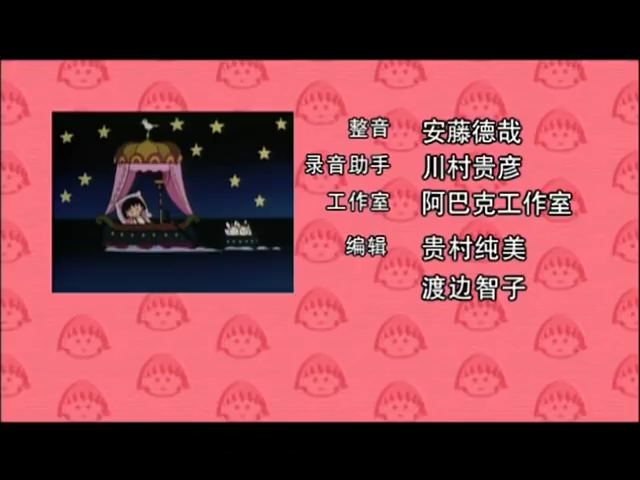 整音 安藤德哉
录音助手 川村贵彦
工作室 阿巴克工作室
编辑 贵村纯美
渡边智子